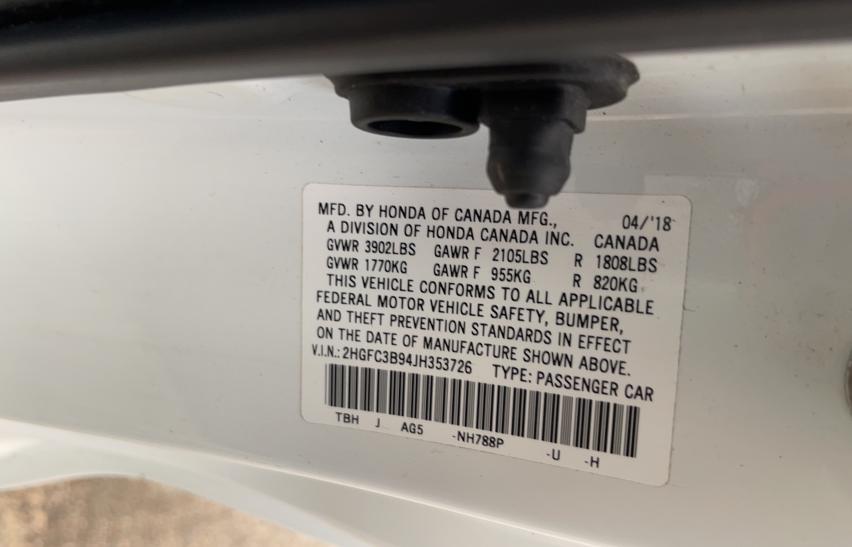 MFD. BY HONDA OF CANADA MFG., 04/'18
A DIVISION OF HONDA CANADA INC. CANADA
GVWR 3902LBS GAWR F 2105LBS R 1808LBS
GVWR 1770KG GAWR F 955KG R 820KG
THIS VEHICLE CONFORMS TO ALL APPLICABLE
FEDERAL MOTOR VEHICLE SAFETY, BUMPER,
AND THEFT PREVENTION STANDARDS IN EFFECT
ON THE DATE OF MANUFACTURE SHOWN ABOVE.
V.I.N.: 2HGFC3B94JH353726 TYPE: PASSENGER CAR
TBH J AG5 -NH788P -U -H